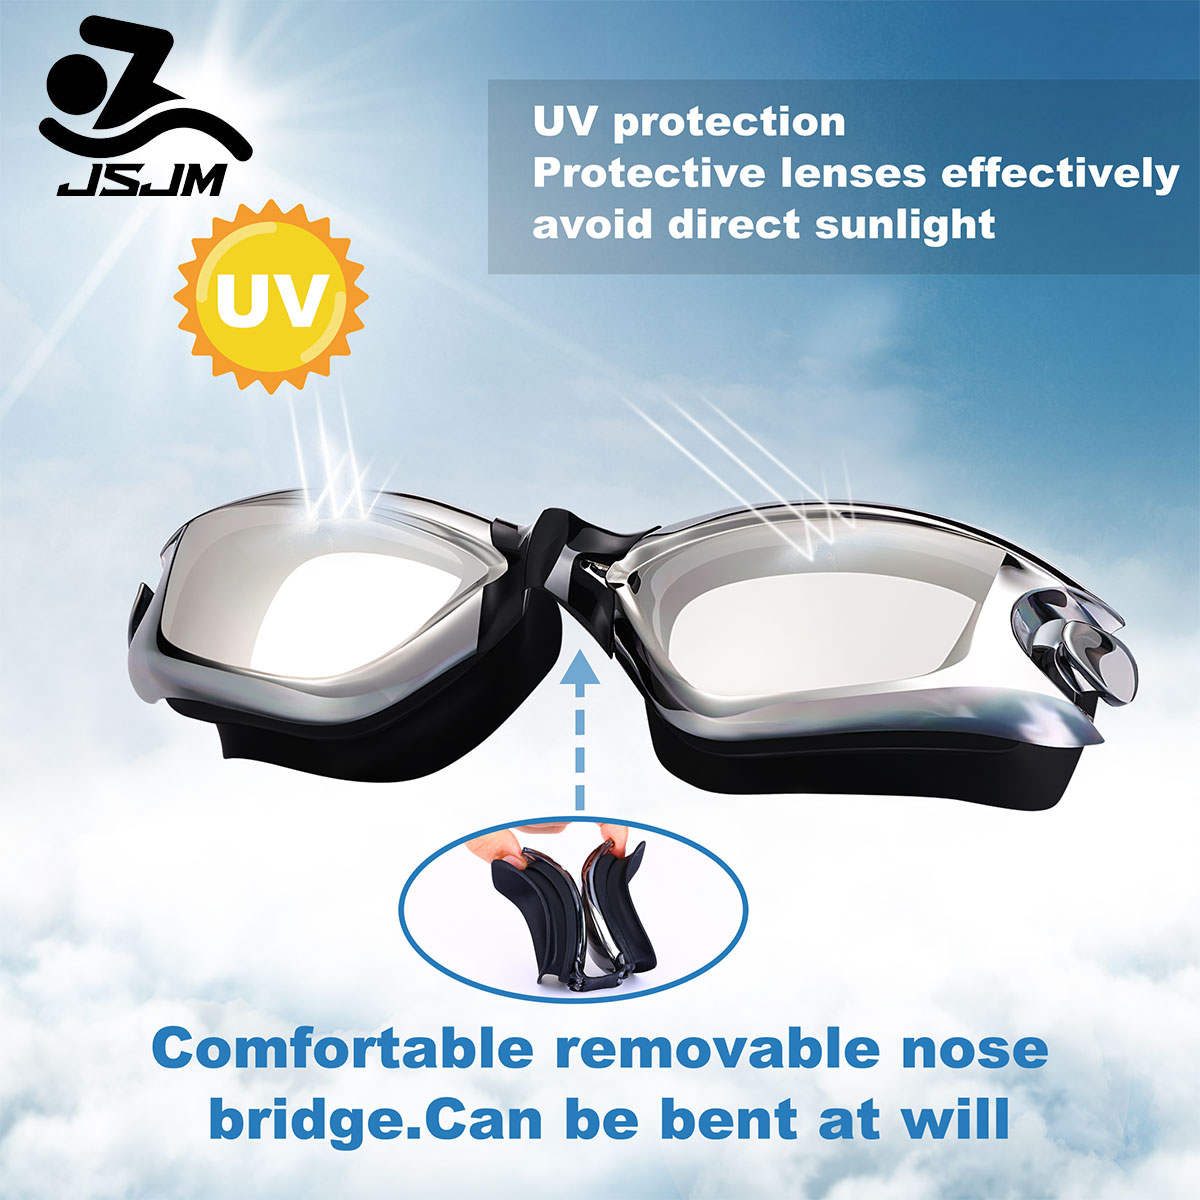 JSJM
UV protection
Protective lenses effectively
avoid direct sunlight
UV
Comfortable removable nose
bridge.Can be bent at will